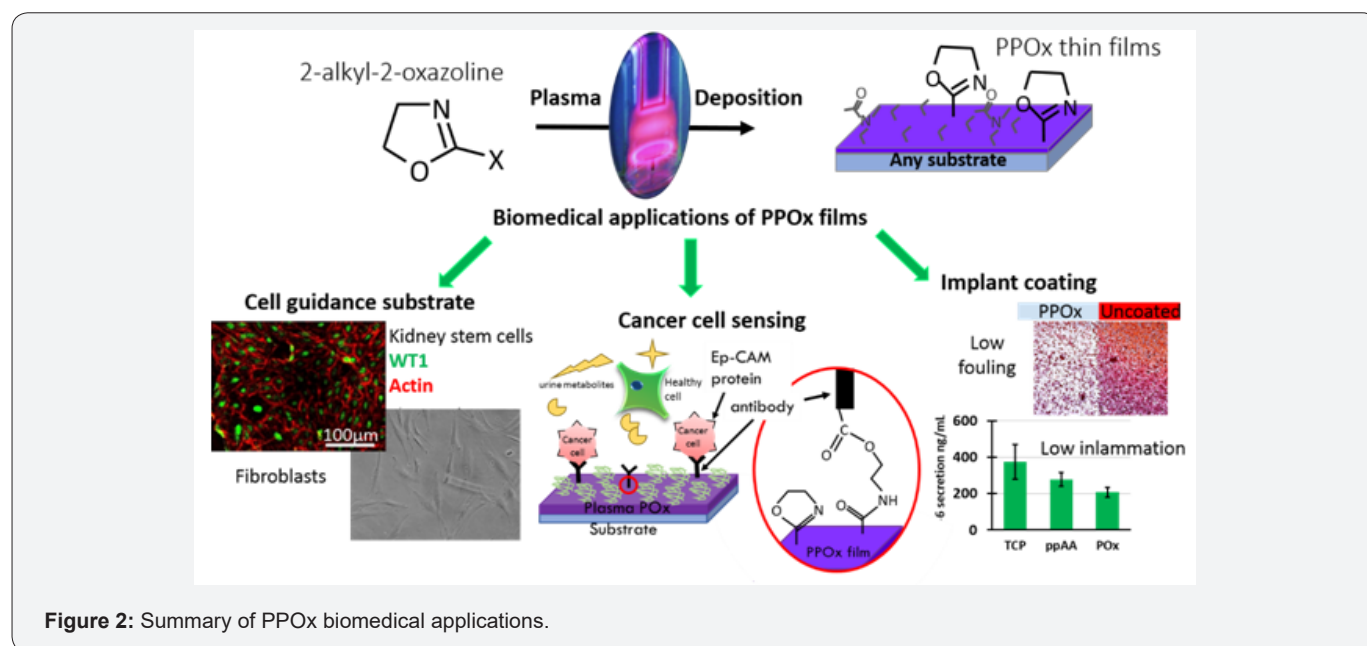 2-alkyl-2-oxazoline
N
O
X
Plasma
Deposition
PPOx thin films
O
N
O
N
O
N
O
N
Any substrate
Biomedical applications of PPOx films
Cell guidance substrate
Kidney stem cells
WT1
Actin
100µm
Fibroblasts
Cancer cell sensing
Ep-CAM
protein
antibody
urine metabolites
Healthy
cell
Cancer
cell
Cancer
cell
Plasma POx
Substrate
C
O
O
NH
O
O
N
PPOx film
Implant coating
PPOx
Uncoated
Low
fouling
Low inlammation
-6 secretion ng/mL
600
400
200
0
TCP
ppAA
POx
Figure 2: Summary of PPOx biomedical applications.